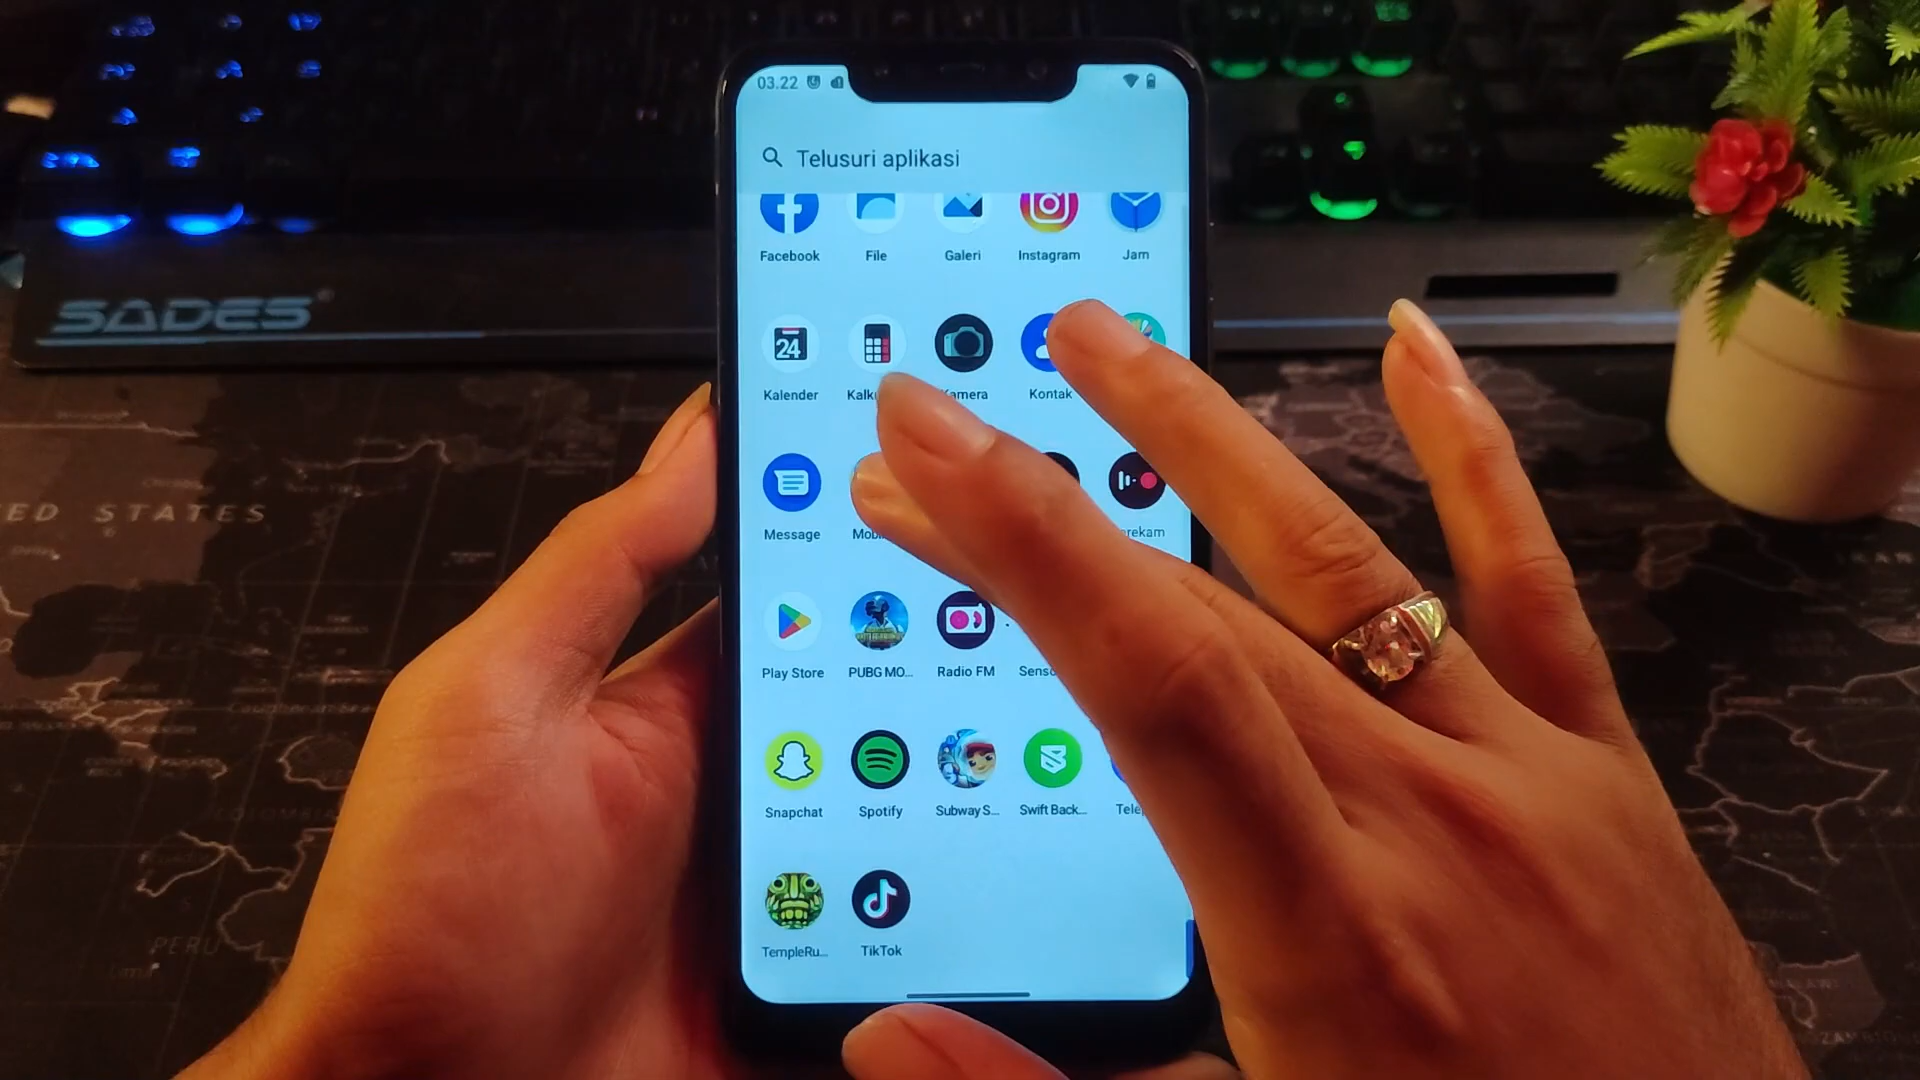 03.22
Telusuri aplikasi
Facebook
File
Galeri
Instagram
Jam
SADES
24
Kalender
Kontak
Message
STATES
Play Store
PUBG MO...
Radio FM
Snapchat
Spotify
Subway S...
Swift Back...
TempleRu...
TikTok
PERU